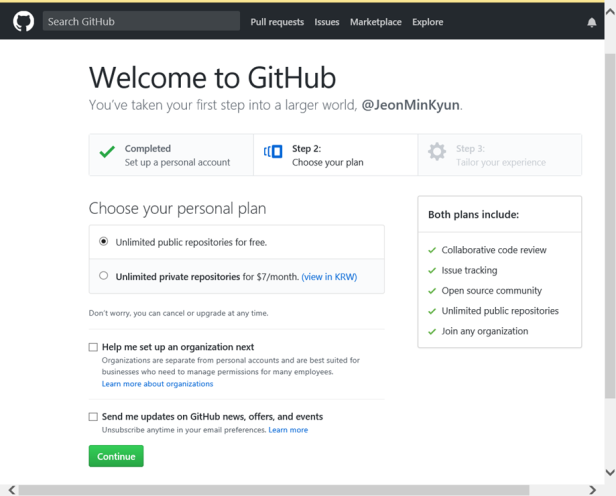 Search GitHub
Pull requests Issues Marketplace Explore
Welcome to GitHub
You've taken your first step into a larger world, @JeonMinKyun.
Completed
Set up a personal account
Step 2:
Choose your plan
Step 3:
Tailor your experience
Choose your personal plan
Unlimited public repositories for free.
Unlimited private repositories for $7/month. (view in KRW)
Don't worry, you can cancel or upgrade at any time.
Help me set up an organization next
Organizations are separate from personal accounts and are best suited for
businesses who need to manage permissions for many employees.
Learn more about organizations
Send me updates on GitHub news, offers, and events
Unsubscribe anytime in your email preferences. Learn more
Continue
Both plans include:
Collaborative code review
Issue tracking
Open source community
Unlimited public repositories
Join any organization